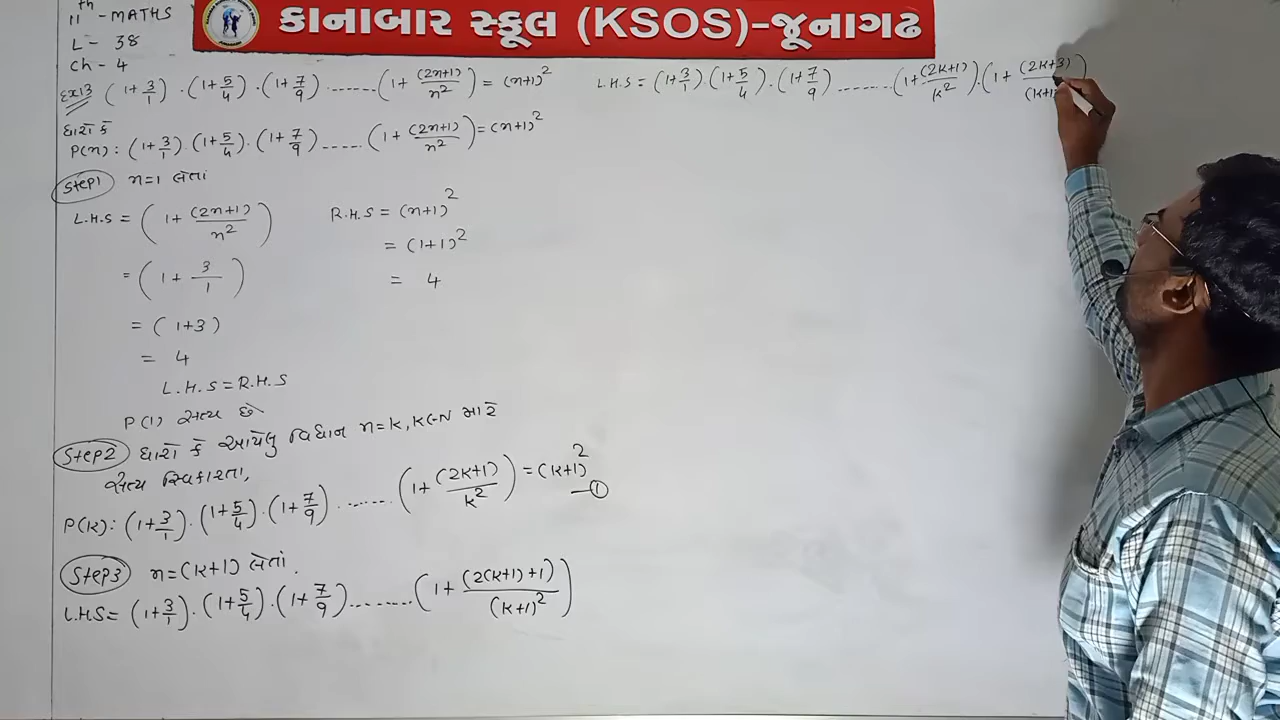 11th - MATHS
L - 38
Ch - 4
કાનાબાર સ્કૂલ (KSOS)-જૂનાગઢ
Ex:13 (1+3/1).(1+5/4).(1+7/9).......(1+(2n+1)/n²) = (n+1)²
ધારો કે
P(n): (1+3/1).(1+5/4).(1+7/9).....(1+(2n+1)/n²) = (n+1)²
Step1 n=1 લેતાં
L.H.S = (1+(2n+1)/n²)
= (1+3/1)
= (1+3)
= 4
R.H.S = (n+1)²
= (1+1)²
= 4
L.H.S = R.H.S
P(1) સત્ય છે
Step2 ધારો કે આપેલુ વિધાન n=k, k∈N માટે
સત્ય સ્વિકારતા,
P(k): (1+3/1).(1+5/4).(1+7/9).......(1+(2k+1)/k²) = (k+1)² —①
Step3 n=(k+1) લેતાં.
L.H.S = (1+3/1).(1+5/4).(1+7/9)........(1+(2(k+1)+1)/(k+1)²)
L.H.S = (1+3/1)(1+5/4).(1+7/9)........(1+(2k+1)/k²).(1+(2k+3)/(k+1